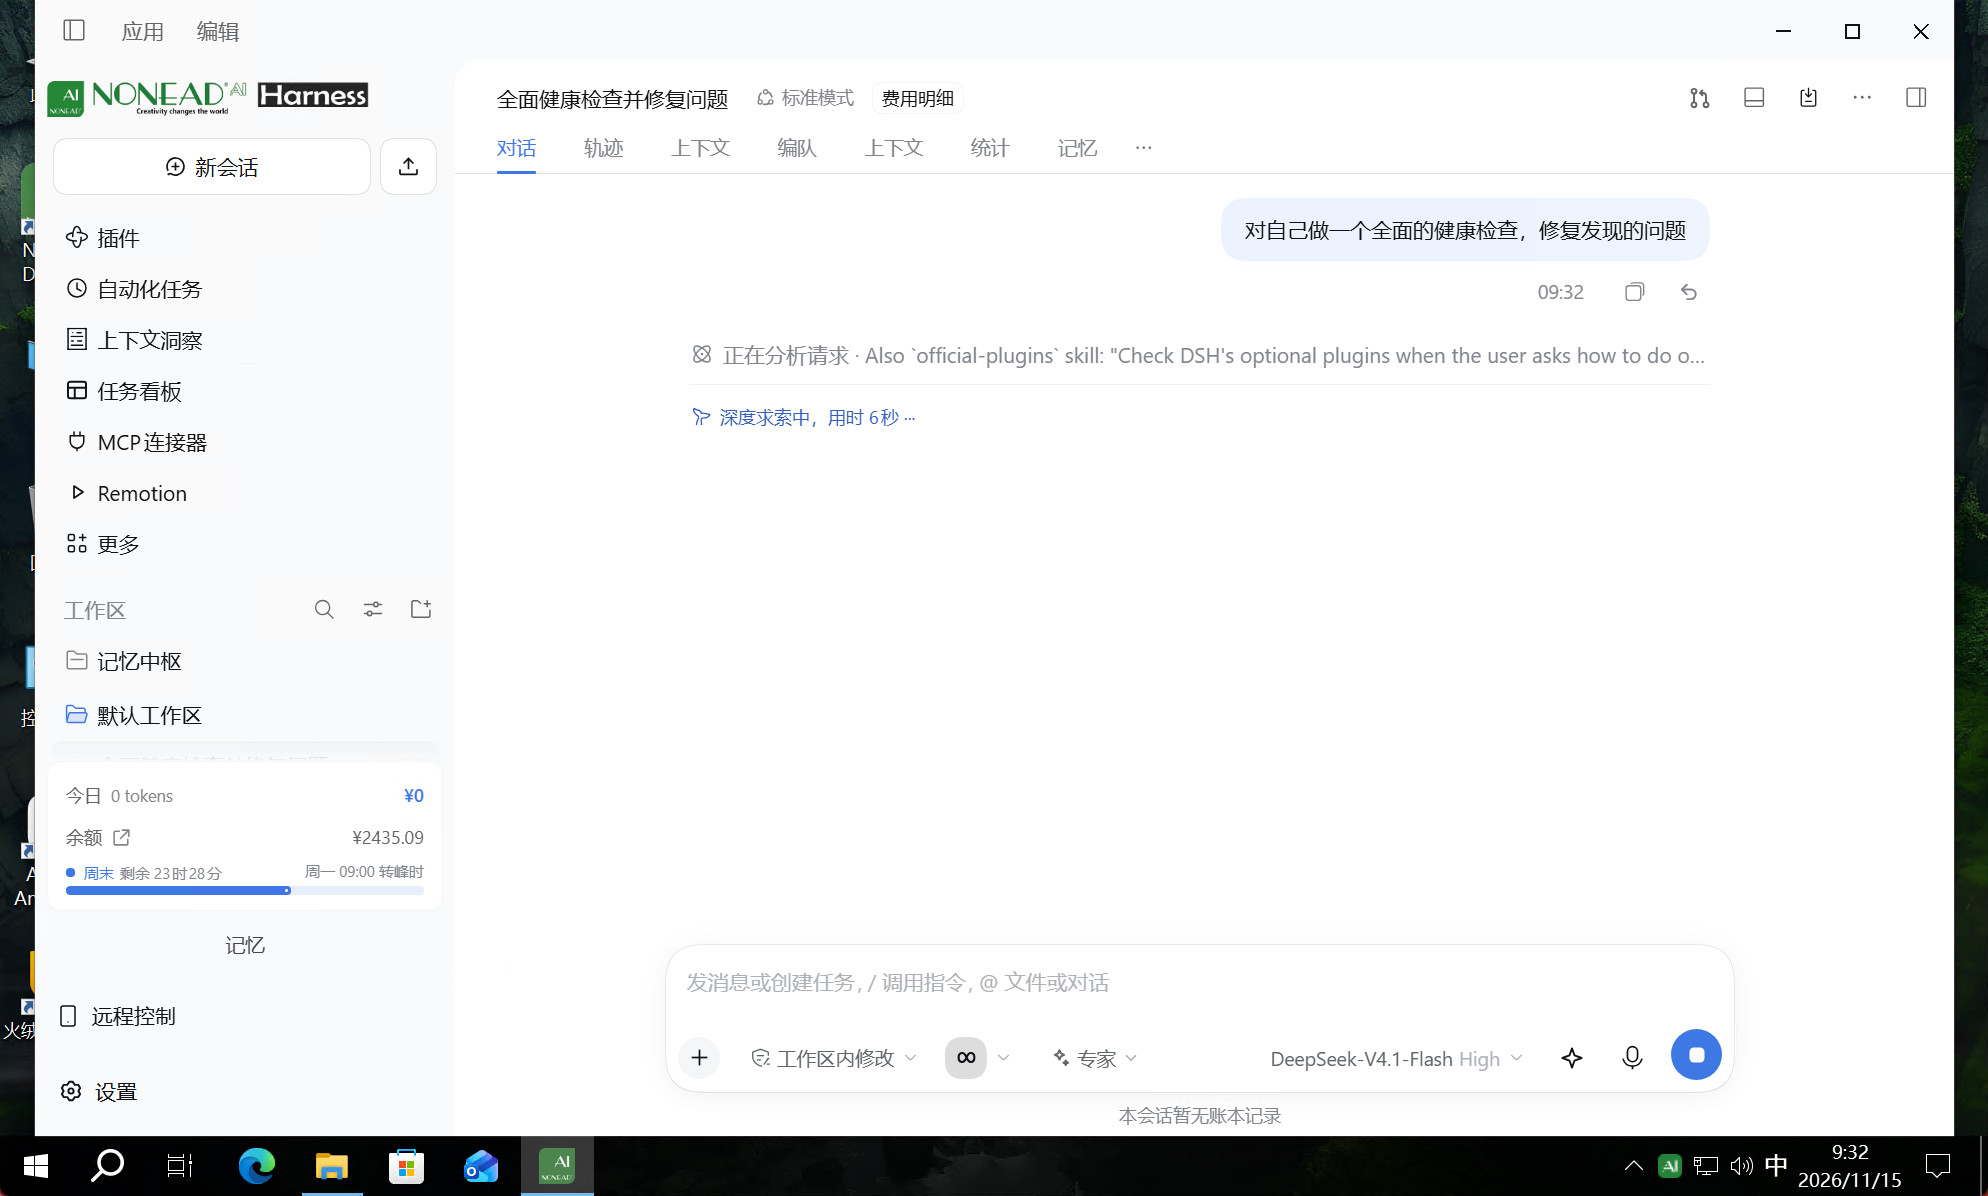 应用 编辑
AI NONEAD NONEAD® AI Creativity changes the world Harness
新会话
插件
自动化任务
上下文洞察
任务看板
MCP连接器
Remotion
更多
工作区
记忆中枢
默认工作区
今日 0 tokens ¥0
余额 ¥2435.09
周末 剩余 23时28分 周一 09:00 转峰时
记忆
远程控制
设置
全面健康检查并修复问题 标准模式 费用明细
对话 轨迹 上下文 编队 上下文 统计 记忆 ···
对自己做一个全面的健康检查，修复发现的问题
09:32
正在分析请求 · Also `official-plugins` skill: "Check DSH's optional plugins when the user asks how to do o...
深度求索中，用时 6秒 ···
发消息或创建任务, / 调用指令, @ 文件或对话
工作区内修改 专家 DeepSeek-V4.1-Flash High
本会话暂无账本记录
AI NONEAD
AI 中 9:32
2026/11/15